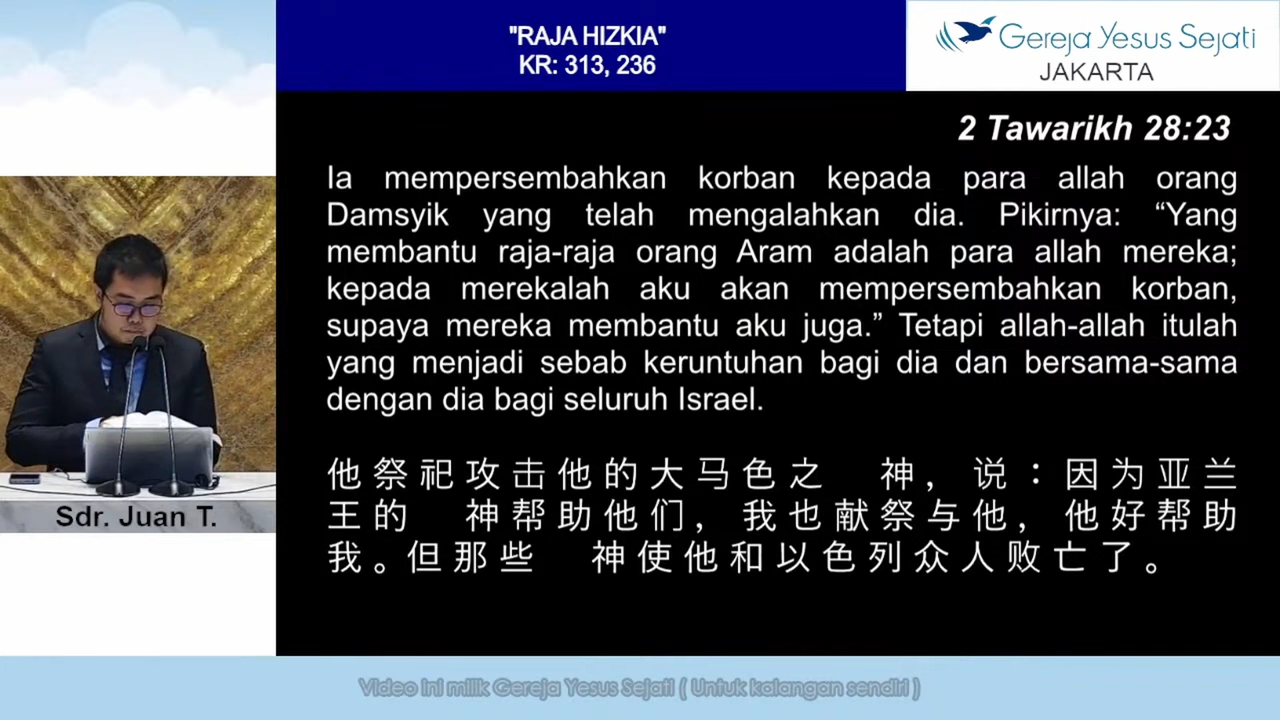 "RAJA HIZKIA"
KR: 313, 236
Gereja Yesus Sejati
JAKARTA
2 Tawarikh 28:23
Ia mempersembahkan korban kepada para allah orang
Damsyik yang telah mengalahkan dia. Pikirnya: “Yang
membantu raja-raja orang Aram adalah para allah mereka;
kepada merekalah aku akan mempersembahkan korban,
supaya mereka membantu aku juga.” Tetapi allah-allah itulah
yang menjadi sebab keruntuhan bagi dia dan bersama-sama
dengan dia bagi seluruh Israel.
他祭祀攻击他的大马色之 神，说：因为亚兰
王的 神帮助他们，我也献祭与他，他好帮助
我。但那些 神使他和以色列众人败亡了。
Sdr. Juan T.
Video ini milik Gereja Yesus Sejati ( Untuk kalangan sendiri )